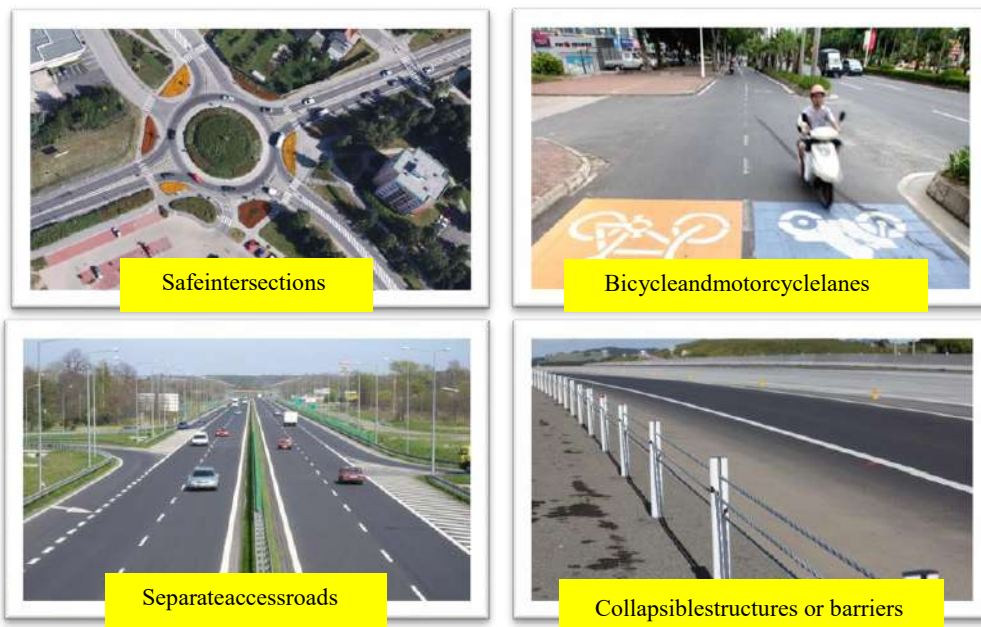 Safeintersections
Bicycleandmotorcyclelanes
Separateaccessroads
Collapsiblestructures or barriers